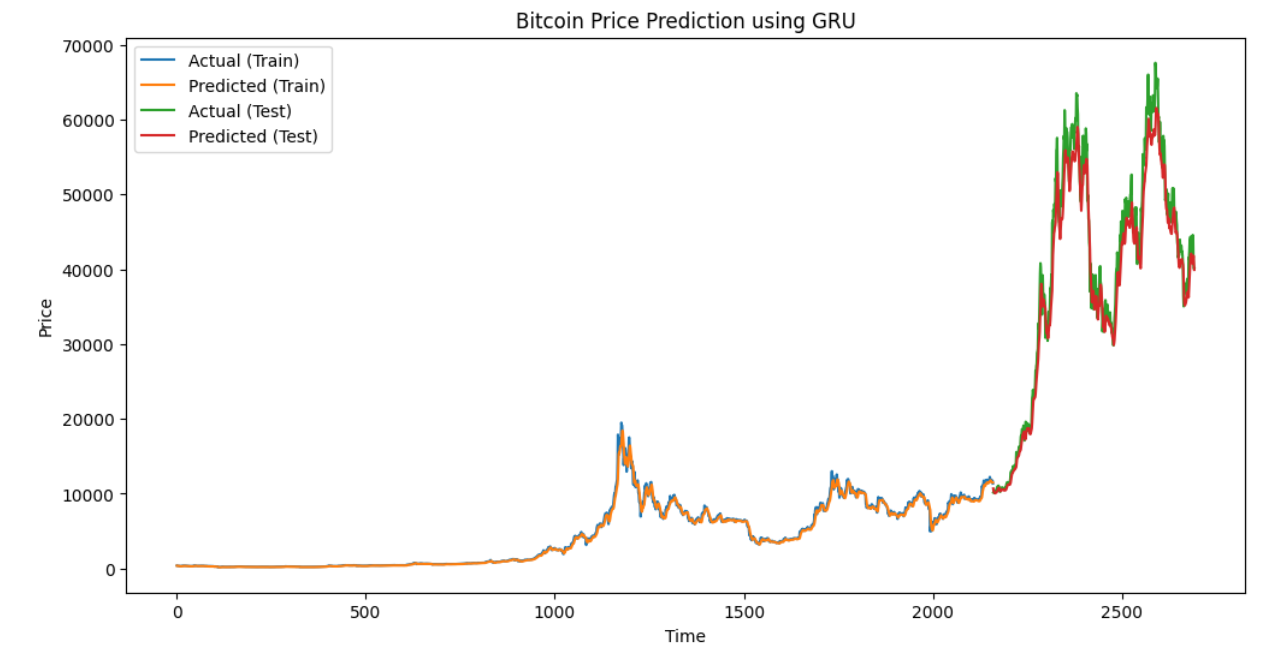 Bitcoin Price Prediction using GRU
Actual (Train)
Predicted (Train)
Actual (Test)
Predicted (Test)
70000
60000
50000
40000
30000
20000
10000
0
Price
0
500
1000
1500
2000
2500
Time